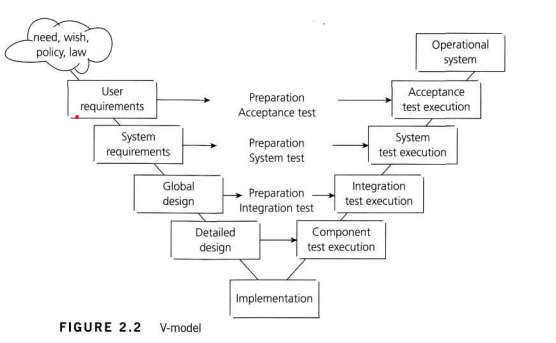 need, wish,
policy, law
Operational
system
User
requirements
Preparation
Acceptance test
Acceptance
test execution
System
requirements
Preparation
System test
System
test execution
Global
design
Preparation
Integration test
Integration
test execution
Detailed
design
Component
test execution
Implementation
FIGURE 2.2 V-model